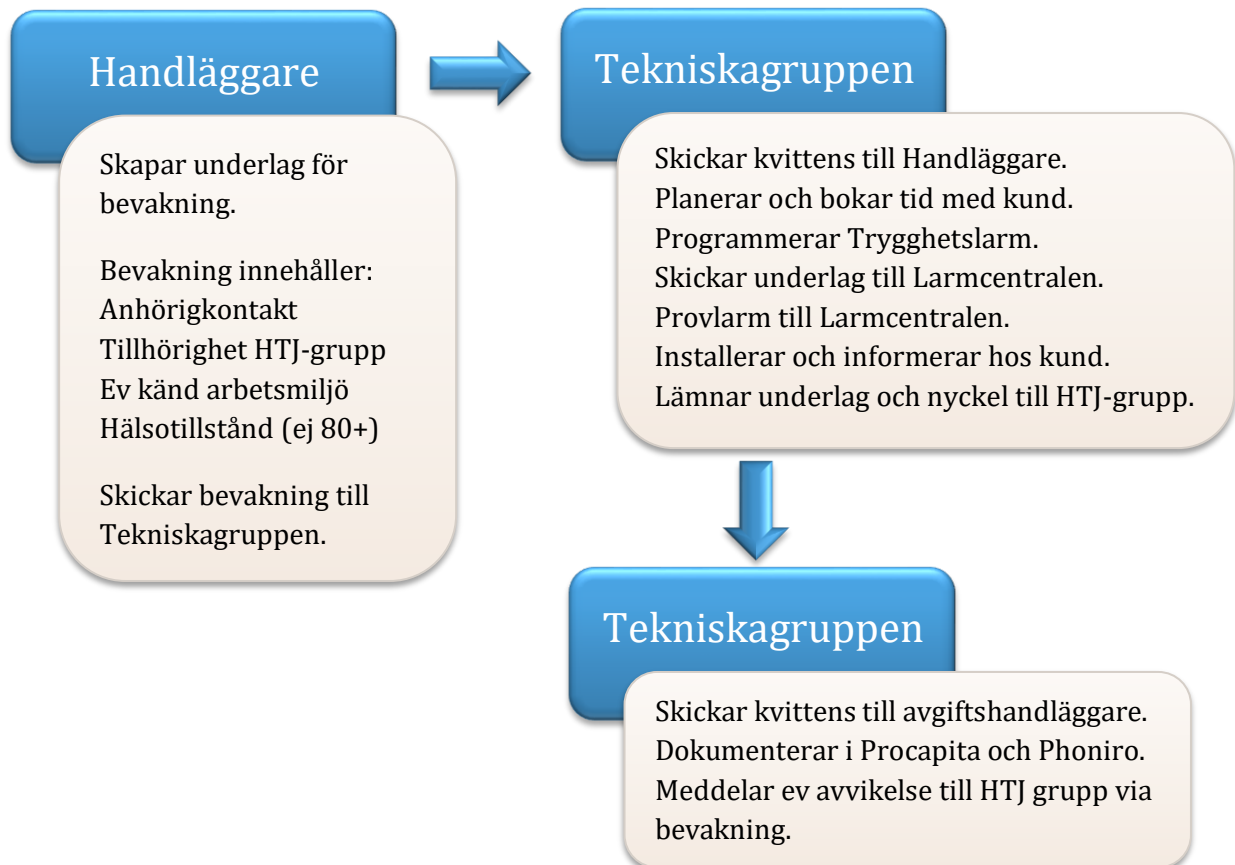 Handläggare
Skapar underlag för
bevakning.
Bevakning innehåller:
Anhörigkontakt
Tillhörighet HTJ-grupp
Ev känd arbetsmiljö
Hälsotillstånd (ej 80+)
Skickar bevakning till
Tekniskagruppen.
Tekniskagruppen
Skickar kvittens till Handläggare.
Planerar och bokar tid med kund.
Programmerar Trygghetslarm.
Skickar underlag till Larmcentralen.
Provlarm till Larmcentralen.
Installerar och informerar hos kund.
Lämnar underlag och nyckel till HTJ-grupp.
Tekniskagruppen
Skickar kvittens till avgiftshandläggare.
Dokumenterar i Procapita och Phoniro.
Meddelar ev avvikelse till HTJ grupp via
bevakning.